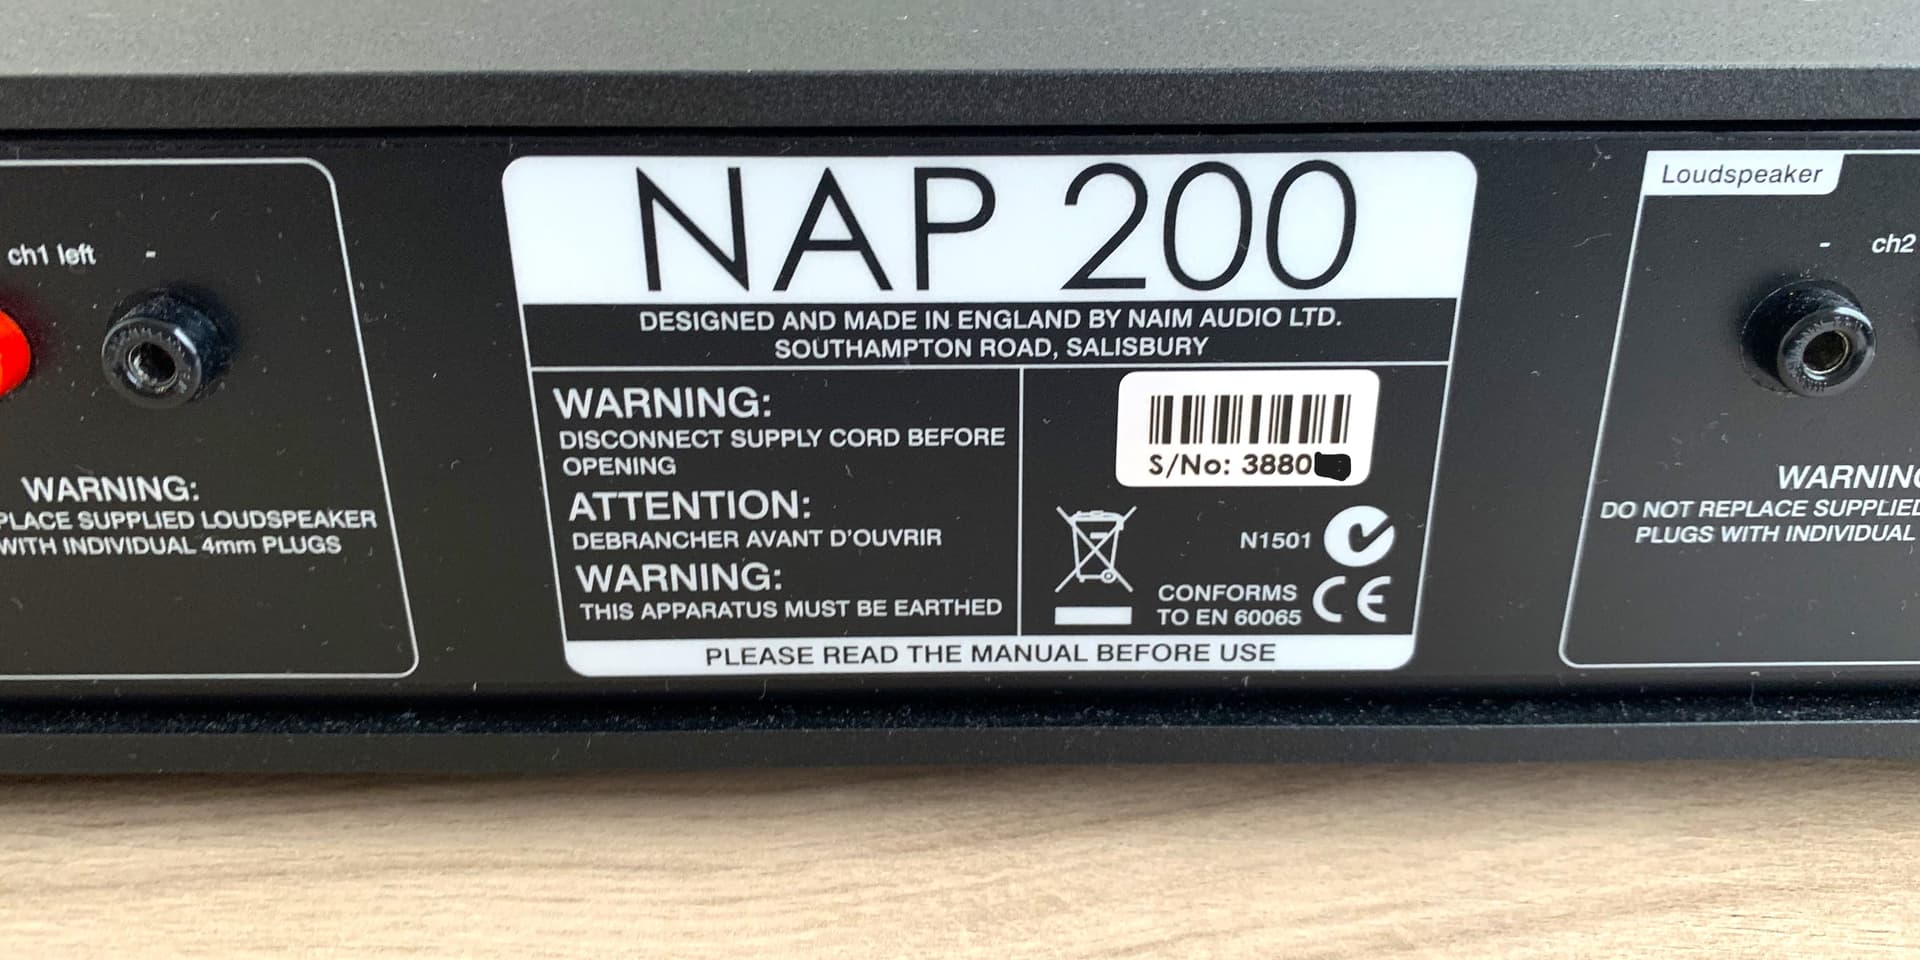 ch1 left -
WARNING:
PLACE SUPPLIED LOUDSPEAKER
WITH INDIVIDUAL 4mm PLUGS
NAP 200
DESIGNED AND MADE IN ENGLAND BY NAIM AUDIO LTD.
SOUTHAMPTON ROAD, SALISBURY
WARNING:
DISCONNECT SUPPLY CORD BEFORE
OPENING
ATTENTION:
DEBRANCHER AVANT D'OUVRIR
WARNING:
THIS APPARATUS MUST BE EARTHED
S/No: 3880
N1501
CONFORMS
TO EN 60065
CE
PLEASE READ THE MANUAL BEFORE USE
Loudspeaker
- ch2
WARNING
DO NOT REPLACE SUPPLIED
PLUGS WITH INDIVIDUAL